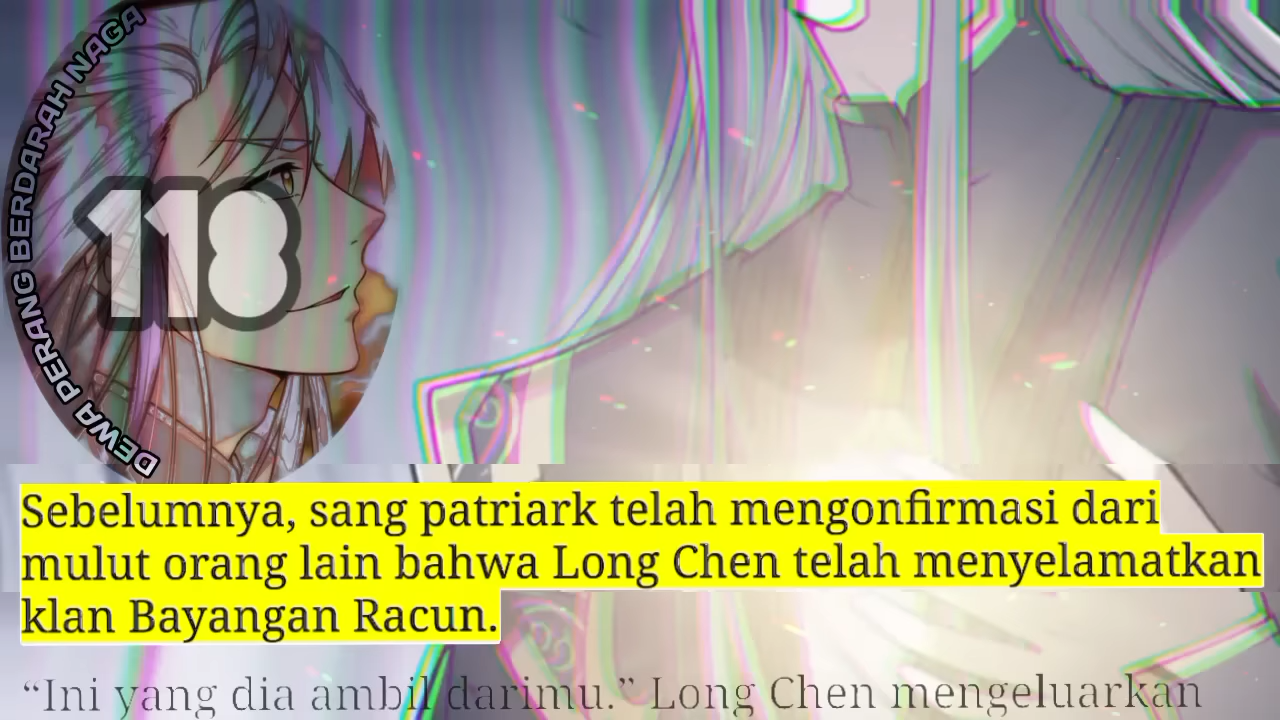 DEWA PERANG BERDARAH NAGA
118
Sebelumnya, sang patriark telah mengonfirmasi dari
mulut orang lain bahwa Long Chen telah menyelamatkan
klan Bayangan Racun.
“Ini yang dia ambil darimu.” Long Chen mengeluarkan